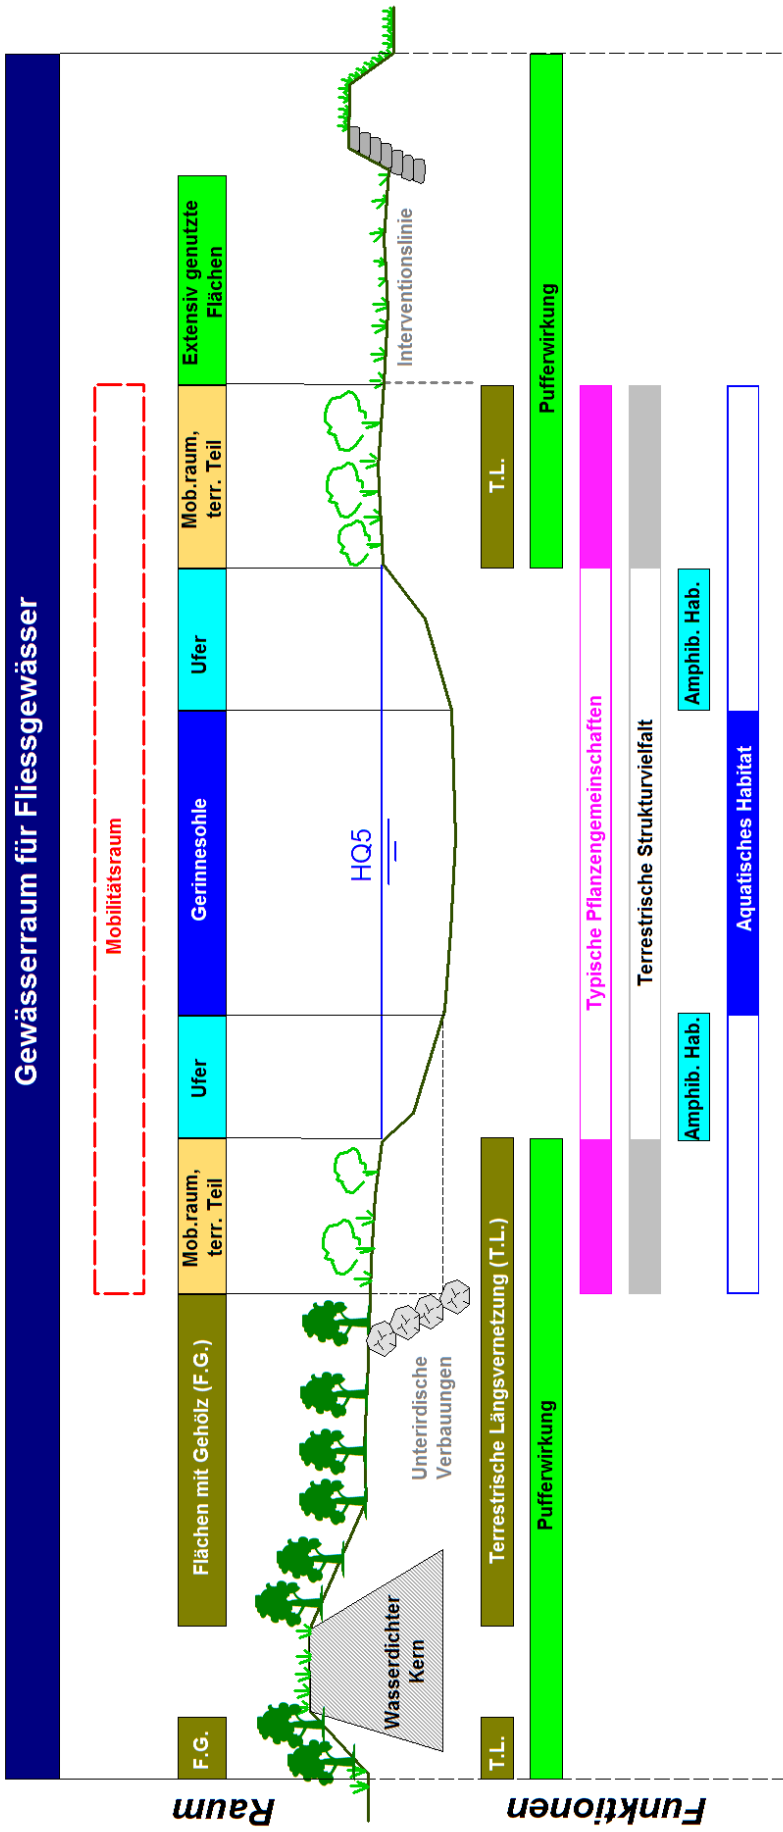 Gewässerraum für Fliessgewässer
Mobilitätsraum
Raum
F.G.
Flächen mit Gehölz (F.G.)
Mob.raum,
terr. Teil
Ufer
Gerinnesohle
Ufer
Mob.raum,
terr. Teil
Extensiv genutzte
Flächen
HQ5
Wasserdichter
Kern
Unterirdische
Verbauungen
Interventionslinie
Funktionen
T.L.
Terrestrische Längsvernetzung (T.L.)
T.L.
Pufferwirkung
Pufferwirkung
Typische Pflanzengemeinschaften
Terrestrische Strukturvielfalt
Amphib. Hab.
Amphib. Hab.
Aquatisches Habitat